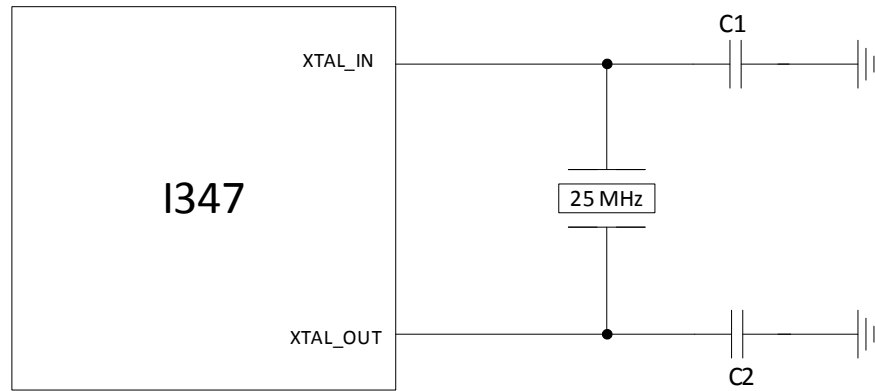 C1
XTAL_IN
I347
25 MHz
XTAL_OUT
C2